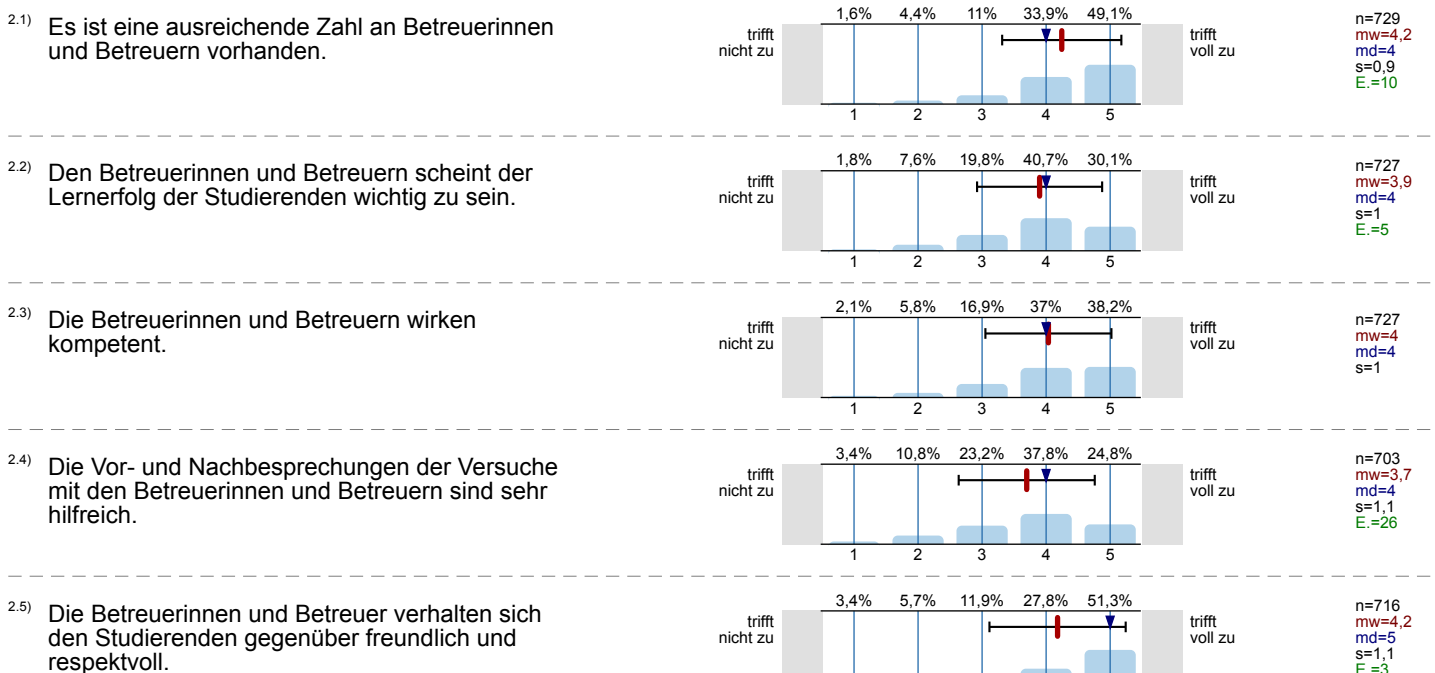 2.1) Es ist eine ausreichende Zahl an Betreuerinnen
und Betreuern vorhanden.
trifft
nicht zu
1,6% 4,4% 11% 33,9% 49,1%
1 2 3 4 5
trifft
voll zu
n=729
mw=4,2
md=4
s=0,9
E.=10
2.2) Den Betreuerinnen und Betreuern scheint der
Lernerfolg der Studierenden wichtig zu sein.
trifft
nicht zu
1,8% 7,6% 19,8% 40,7% 30,1%
1 2 3 4 5
trifft
voll zu
n=727
mw=3,9
md=4
s=1
E.=5
2.3) Die Betreuerinnen und Betreuern wirken
kompetent.
trifft
nicht zu
2,1% 5,8% 16,9% 37% 38,2%
1 2 3 4 5
trifft
voll zu
n=727
mw=4
md=4
s=1
2.4) Die Vor- und Nachbesprechungen der Versuche
mit den Betreuerinnen und Betreuern sind sehr
hilfreich.
trifft
nicht zu
3,4% 10,8% 23,2% 37,8% 24,8%
1 2 3 4 5
trifft
voll zu
n=703
mw=3,7
md=4
s=1,1
E.=26
2.5) Die Betreuerinnen und Betreuer verhalten sich
den Studierenden gegenüber freundlich und
respektvoll.
trifft
nicht zu
3,4% 5,7% 11,9% 27,8% 51,3%
trifft
voll zu
n=716
mw=4,2
md=5
s=1,1
E.=3